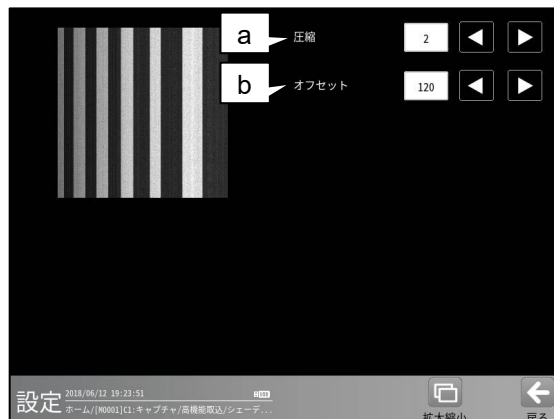 a
圧縮
2
b
オフセット
120
設定
2018/06/12 19:23:51
ホーム/[M0001]C1:キャプチャ/高機能取込/シェーデ...
拡大縮小
戻る